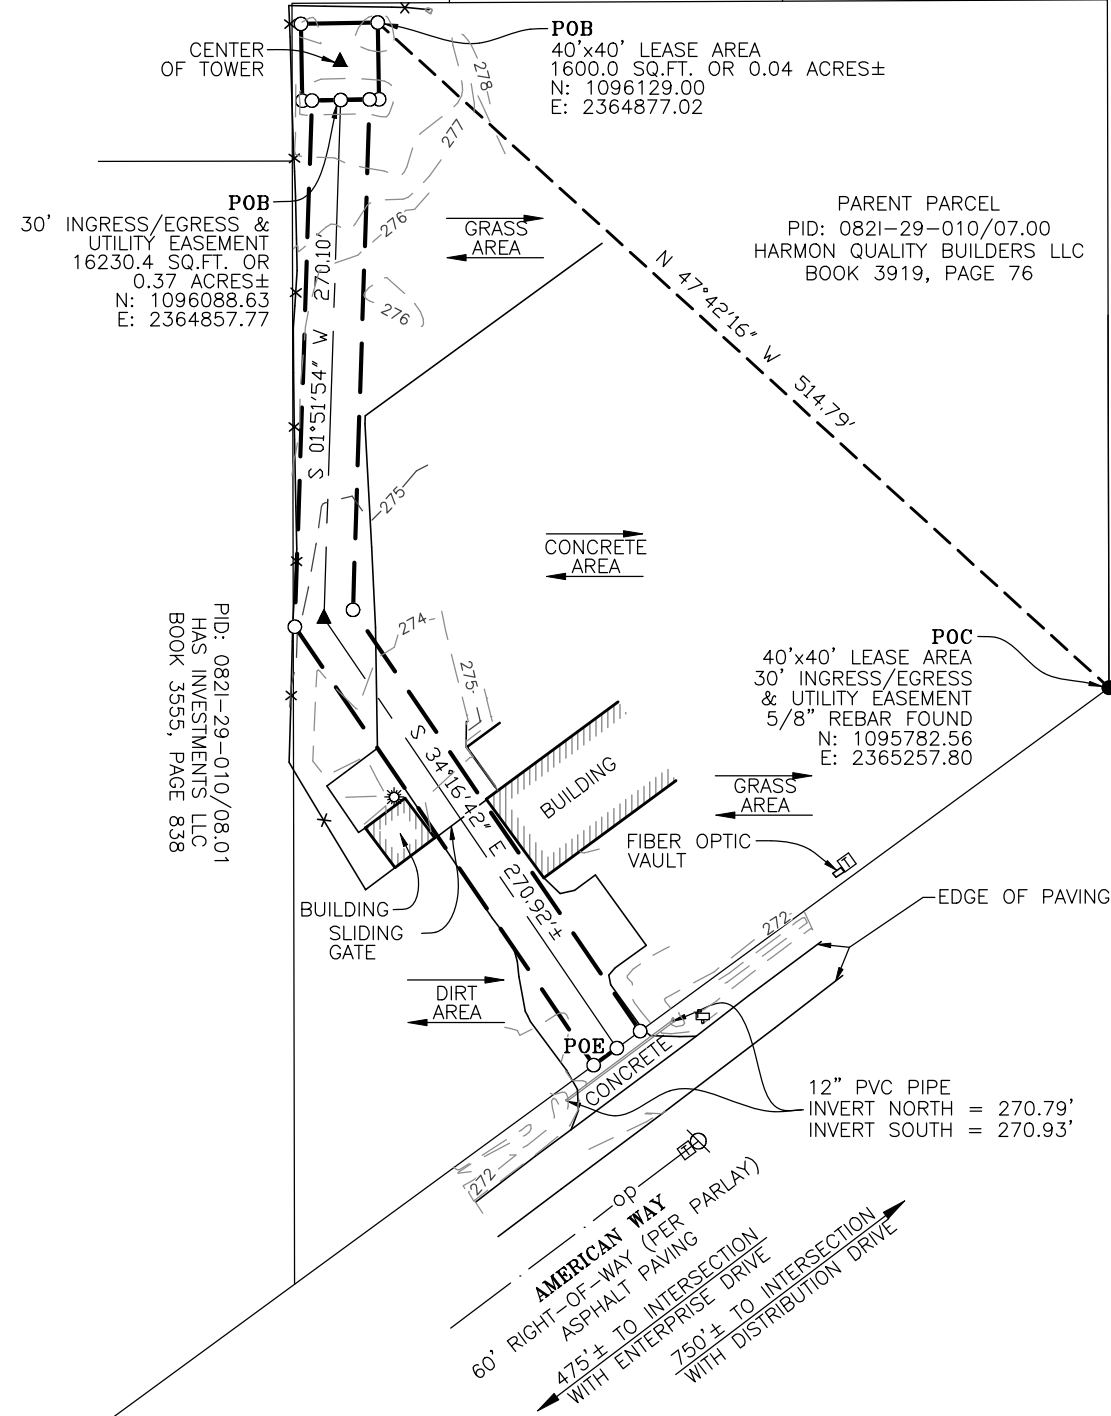 POB
40'x40' LEASE AREA
1600.0 SQ.FT. OR 0.04 ACRES±
N: 1096129.00
E: 2364877.02
CENTER
OF TOWER
278
277
276
276
POB
30' INGRESS/EGRESS &
UTILITY EASEMENT
16230.4 SQ.FT. OR
0.37 ACRES±
N: 1096088.63
E: 2364857.77
GRASS
AREA
PARENT PARCEL
PID: 082I-29-010/07.00
HARMON QUALITY BUILDERS LLC
BOOK 3919, PAGE 76
N 47°42'16" W 514.79'
S 01°51'54" W 270.10'
275
CONCRETE
AREA
PID: 082I-29-010/08.01
HAS INVESTMENTS LLC
BOOK 3555, PAGE 838
274
275
POC
40'x40' LEASE AREA
30' INGRESS/EGRESS
& UTILITY EASEMENT
5/8" REBAR FOUND
N: 1095782.56
E: 2365257.80
S 34°16'42" E 270.92'±
BUILDING
GRASS
AREA
FIBER OPTIC
VAULT
EDGE OF PAVING
BUILDING
SLIDING
GATE
272
DIRT
AREA
POE
CONCRETE
12" PVC PIPE
INVERT NORTH = 270.79'
INVERT SOUTH = 270.93'
272
op
AMERICAN WAY
60' RIGHT-OF-WAY (PER PARLAY)
ASPHALT PAVING
475'± TO INTERSECTION
WITH ENTERPRISE DRIVE
750'± TO INTERSECTION
WITH DISTRIBUTION DRIVE